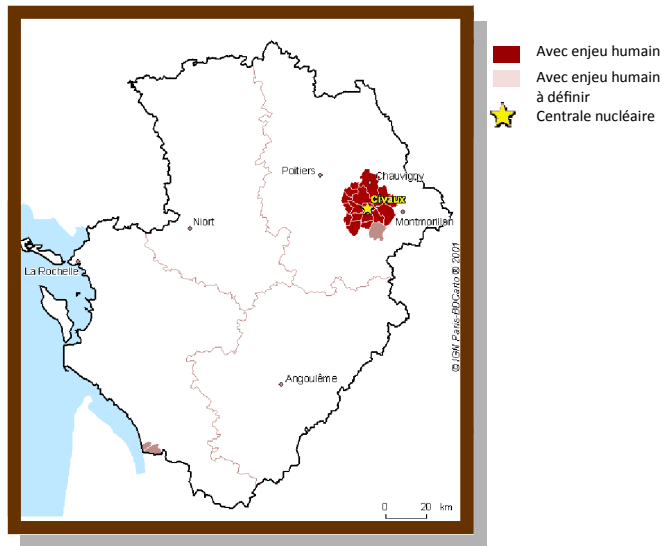 Avec enjeu humain
Avec enjeu humain
à définir
Centrale nucléaire
Poitiers
Chauvigny
Civaux
Niort
Montmorillon
La Rochelle
Angoulême
© IGN Paris-BDCarto ® 2001
0 20 km